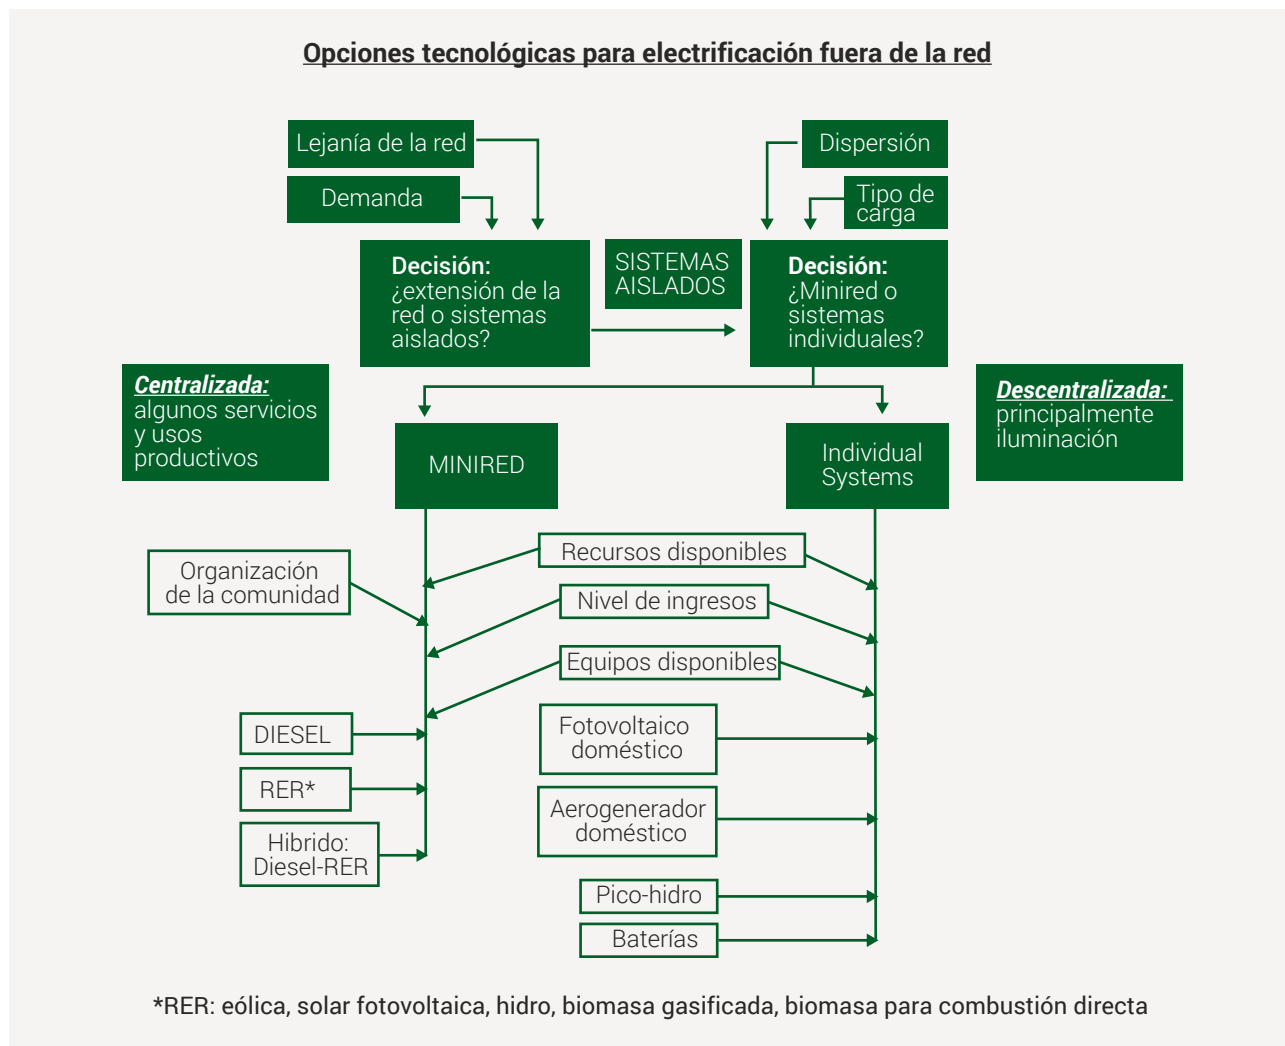 Opciones tecnológicas para electrificación fuera de la red
Lejanía de la red
Demanda
Dispersión
Tipo de
carga
Decisión:
¿extensión de la
red o sistemas
aislados?
SISTEMAS
AISLADOS
Decisión:
¿Minired o
sistemas
individuales?
Centralizada:
algunos servicios
y usos
productivos
Descentralizada:
principalmente
iluminación
MINIRED
Individual
Systems
Organización
de la comunidad
Recursos disponibles
Nivel de ingresos
Equipos disponibles
DIESEL
RER*
Hibrido:
Diesel-RER
Fotovoltaico
doméstico
Aerogenerador
doméstico
Pico-hidro
Baterías
*RER: eólica, solar fotovoltaica, hidro, biomasa gasificada, biomasa para combustión directa